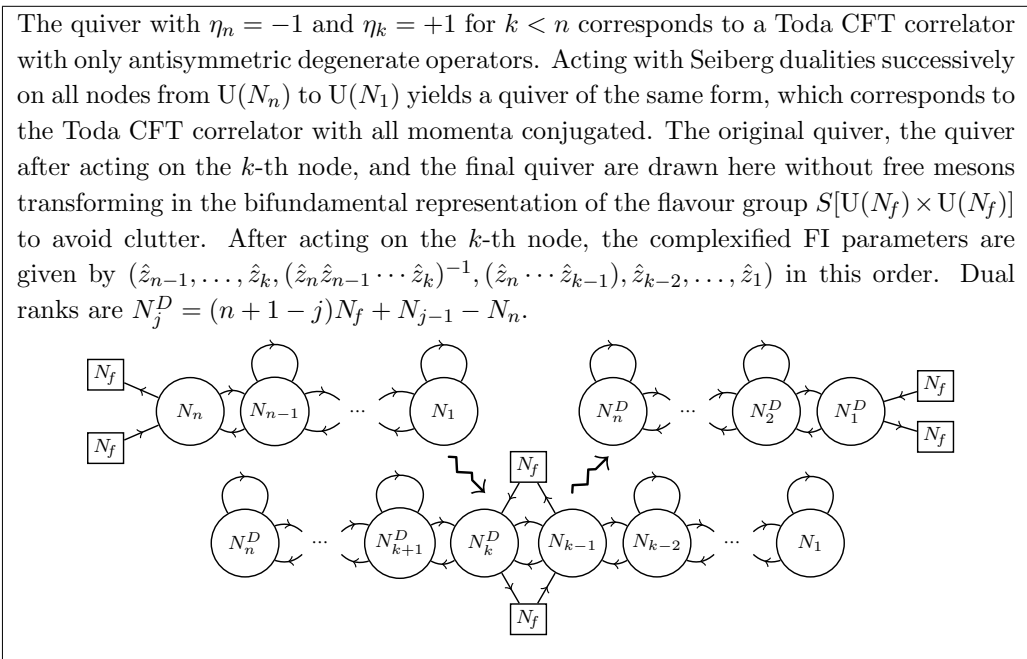 The quiver with $\eta_n = -1$ and $\eta_k = +1$ for $k < n$ corresponds to a Toda CFT correlator
with only antisymmetric degenerate operators. Acting with Seiberg dualities successively
on all nodes from $\mathrm{U}(N_n)$ to $\mathrm{U}(N_1)$ yields a quiver of the same form, which corresponds to
the Toda CFT correlator with all momenta conjugated. The original quiver, the quiver
after acting on the $k$-th node, and the final quiver are drawn here without free mesons
transforming in the bifundamental representation of the flavour group $S[\mathrm{U}(N_f) \times \mathrm{U}(N_f)]$
to avoid clutter. After acting on the $k$-th node, the complexified FI parameters are
given by $(\hat{z}_{n-1}, \ldots, \hat{z}_k, (\hat{z}_n \hat{z}_{n-1} \cdots \hat{z}_k)^{-1}, (\hat{z}_n \cdots \hat{z}_{k-1}), \hat{z}_{k-2}, \ldots, \hat{z}_1)$ in this order. Dual
ranks are $N_j^D = (n + 1 - j)N_f + N_{j-1} - N_n$.
$N_f$ $N_f$ $N_n$ $N_{n-1}$ ... $N_1$
$N_n^D$ ... $N_2^D$ $N_1^D$ $N_f$ $N_f$
$N_f$
$N_n^D$ ... $N_{k+1}^D$ $N_k^D$ $N_{k-1}$ $N_{k-2}$ ... $N_1$
$N_f$